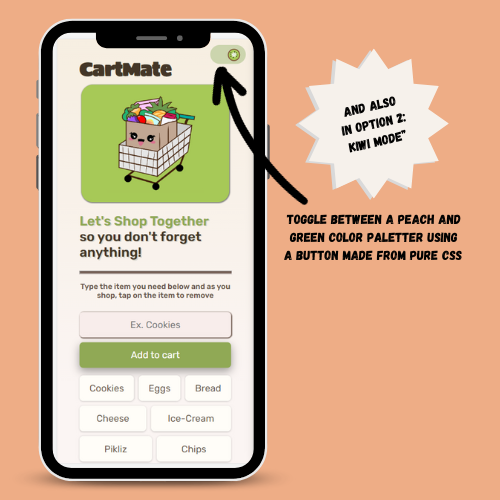 CartMate
Let's Shop Together
so you don't forget
anything!
Type the item you need below and as you
shop, tap on the item to remove
Ex. Cookies
Add to cart
Cookies
Eggs
Bread
Cheese
Ice-Cream
Pikliz
Chips
AND ALSO
IN OPTION 2:
KIWI MODE"
TOGGLE BETWEEN A PEACH AND
GREEN COLOR PALETTER USING
A BUTTON MADE FROM PURE CSS